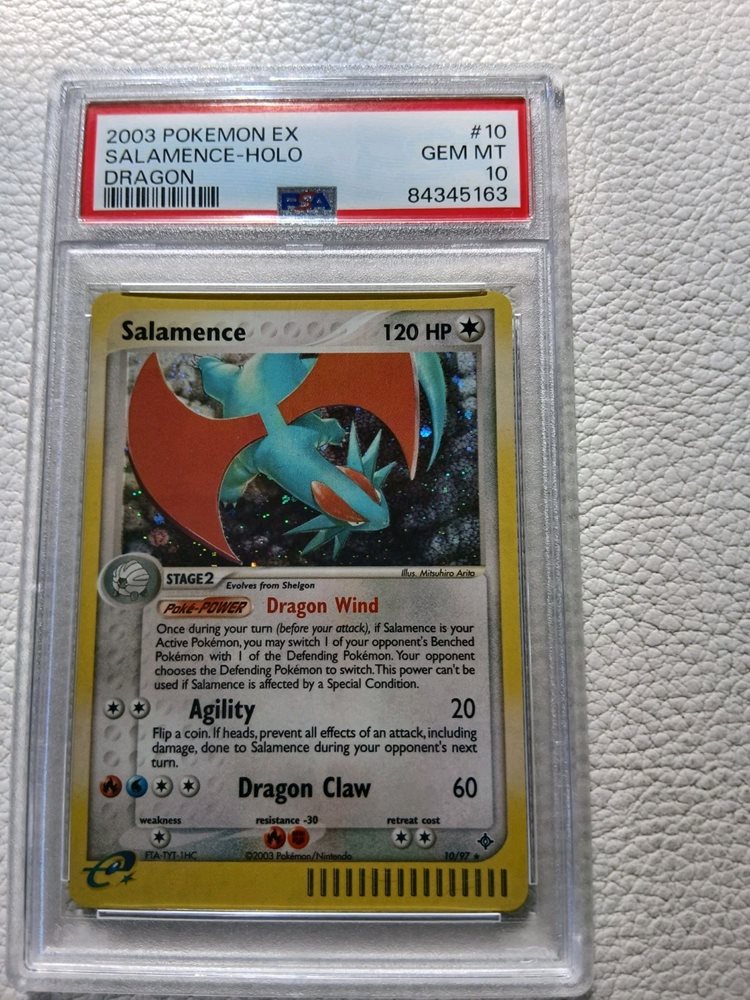 2003 POKEMON EX #10
SALAMENCE-HOLO GEM MT
DRAGON 10
PSA 84345163
Salamence 120 HP
Illus. Mitsuhiro Arita
STAGE2 Evolves from Shelgon
Poké-POWER Dragon Wind
Once during your turn (before your attack), if Salamence is your
Active Pokémon, you may switch 1 of your opponent's Benched
Pokémon with 1 of the Defending Pokémon. Your opponent
chooses the Defending Pokémon to switch. This power can't be
used if Salamence is affected by a Special Condition.
Agility 20
Flip a coin. If heads, prevent all effects of an attack, including
damage, done to Salamence during your opponent's next
turn.
Dragon Claw 60
weakness resistance -30 retreat cost
FTA-TYT-1HC ©2003 Pokémon/Nintendo 10/97 ★
e